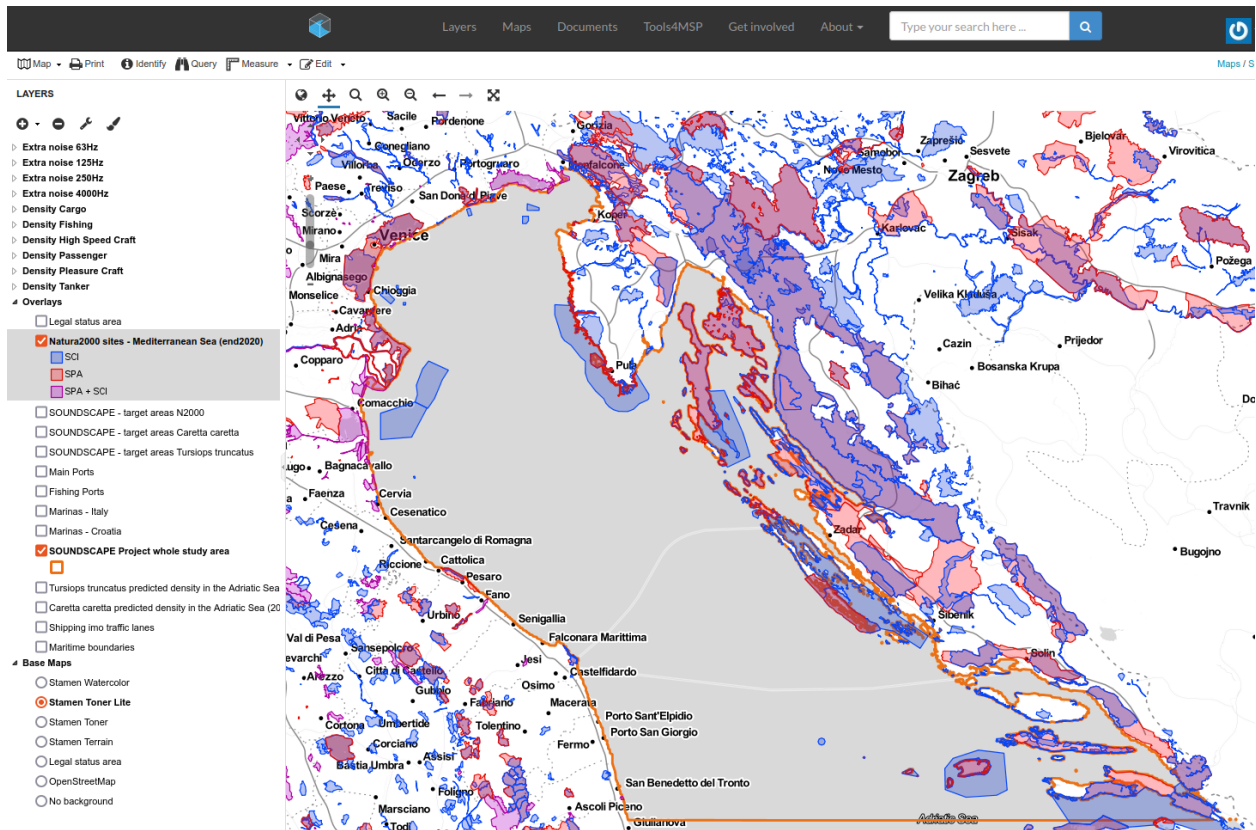 Layers Maps Documents Tools4MSP Get involved About Type your search here ...
Map Print Identify Query Measure Edit Maps / S
LAYERS
Extra noise 63Hz
Extra noise 125Hz
Extra noise 250Hz
Extra noise 4000Hz
Density Cargo
Density Fishing
Density High Speed Craft
Density Passenger
Density Pleasure Craft
Density Tanker
Overlays
Legal status area
Natura2000 sites - Mediterranean Sea (end2020)
SCI
SPA
SPA + SCI
SOUNDSCAPE - target areas N2000
SOUNDSCAPE - target areas Caretta caretta
SOUNDSCAPE - target areas Tursiops truncatus
Main Ports
Fishing Ports
Marinas - Italy
Marinas - Croatia
SOUNDSCAPE Project whole study area
Tursiops truncatus predicted density in the Adriatic Sea
Caretta caretta predicted density in the Adriatic Sea (20
Shipping imo traffic lanes
Maritime boundaries
Base Maps
Stamen Watercolor
Stamen Toner Lite
Stamen Toner
Stamen Terrain
Legal status area
OpenStreetMap
No background
Vittorio Veneto
Sacile
Pordenone
Gorizia
Conegliano
Villorba
Oderzo
Portogruaro
Monfalcone
Paese
Treviso
San Donà di Piave
Scorzè
Mirano
Venice
Mira
Albignasego
Chioggia
Monselice
Cavarzere
Adria
Copparo
Comacchio
Koper
Pula
Novo Mesto
Samobor
Zaprešić
Sesvete
Zagreb
Bjelovar
Virovitica
Karlovac
Sisak
Požega
Velika Kladuša
Cazin
Prijedor
Bosanska Krupa
Bihać
Do
Lugo
Bagnacavallo
Faenza
Cervia
Cesenatico
Cesena
Santarcangelo di Romagna
Riccione
Cattolica
Pesaro
Fano
Urbino
Senigallia
Falconara Marittima
Val di Pesa
Sansepolcro
evarchi
Arezzo
Città di Castello
Jesi
Castelfidardo
Osimo
Gubbio
Fabriano
Macerata
Cortona
Umbertide
Tolentino
Porto Sant'Elpidio
Porto San Giorgio
Fermo
Corciano
Bastia Umbra
Assisi
Foligno
San Benedetto del Tronto
Marsciano
Ascoli Piceno
Todi
Giulianova
Zadar
Šibenik
Solin
Travnik
Bugojno
Adriatic Sea